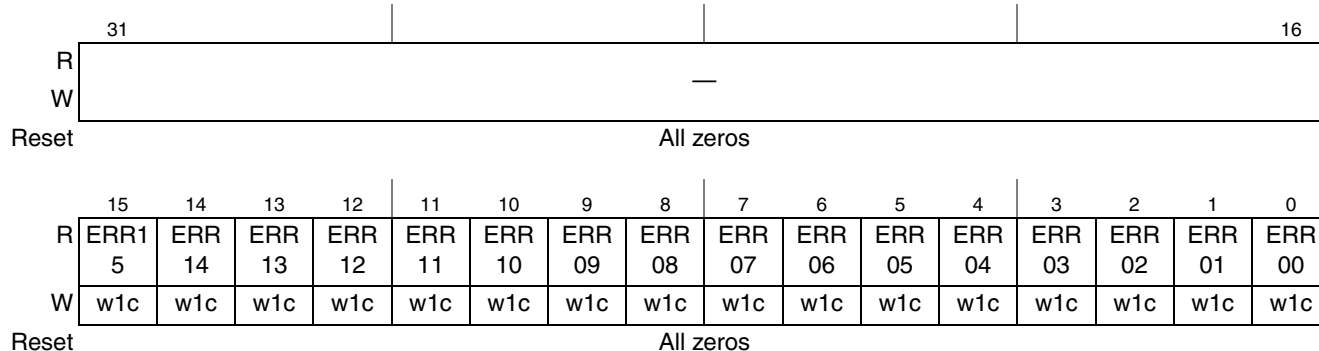 31 16
R
—
W
Reset All zeros
15 14 13 12 11 10 9 8 7 6 5 4 3 2 1 0
R ERR1 ERR ERR ERR ERR ERR ERR ERR ERR ERR ERR ERR ERR ERR ERR ERR
5 14 13 12 11 10 09 08 07 06 05 04 03 02 01 00
W w1c w1c w1c w1c w1c w1c w1c w1c w1c w1c w1c w1c w1c w1c w1c w1c
Reset All zeros